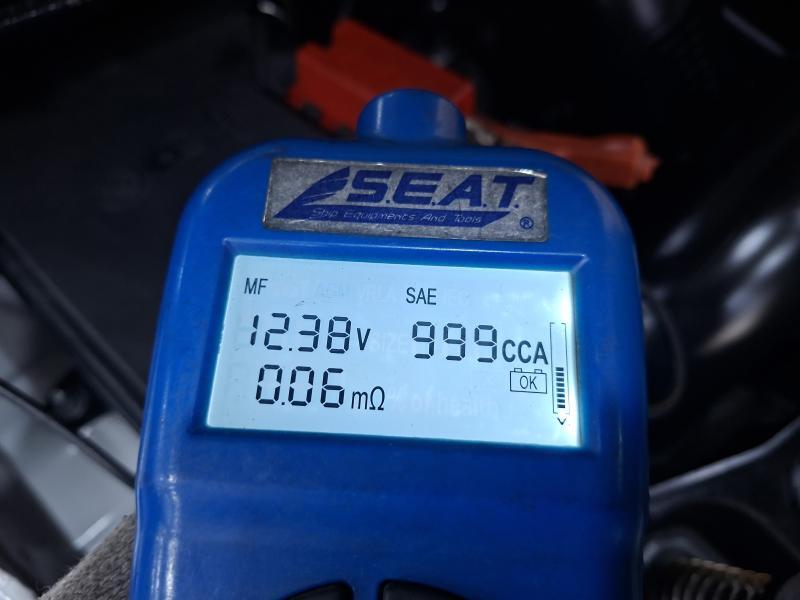 S.E.A.T.
Ship Equipments And Tools ®
MF SAE
12.38V 999CCA
0.06mΩ OK